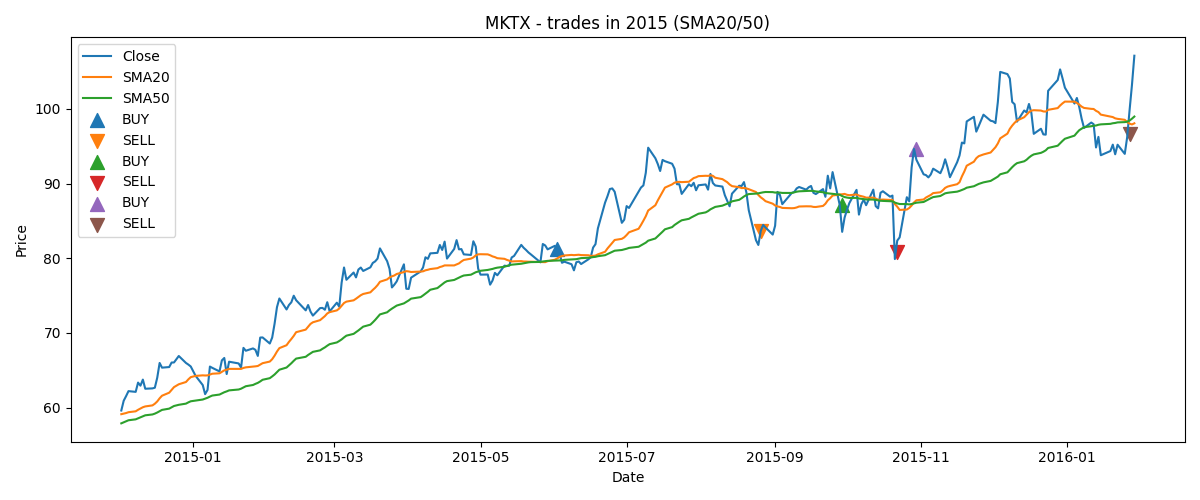 MKTX - trades in 2015 (SMA20/50)
Close
SMA20
SMA50
BUY
SELL
BUY
SELL
BUY
SELL
Price
100
90
80
70
60
2015-01
2015-03
2015-05
2015-07
2015-09
2015-11
2016-01
Date